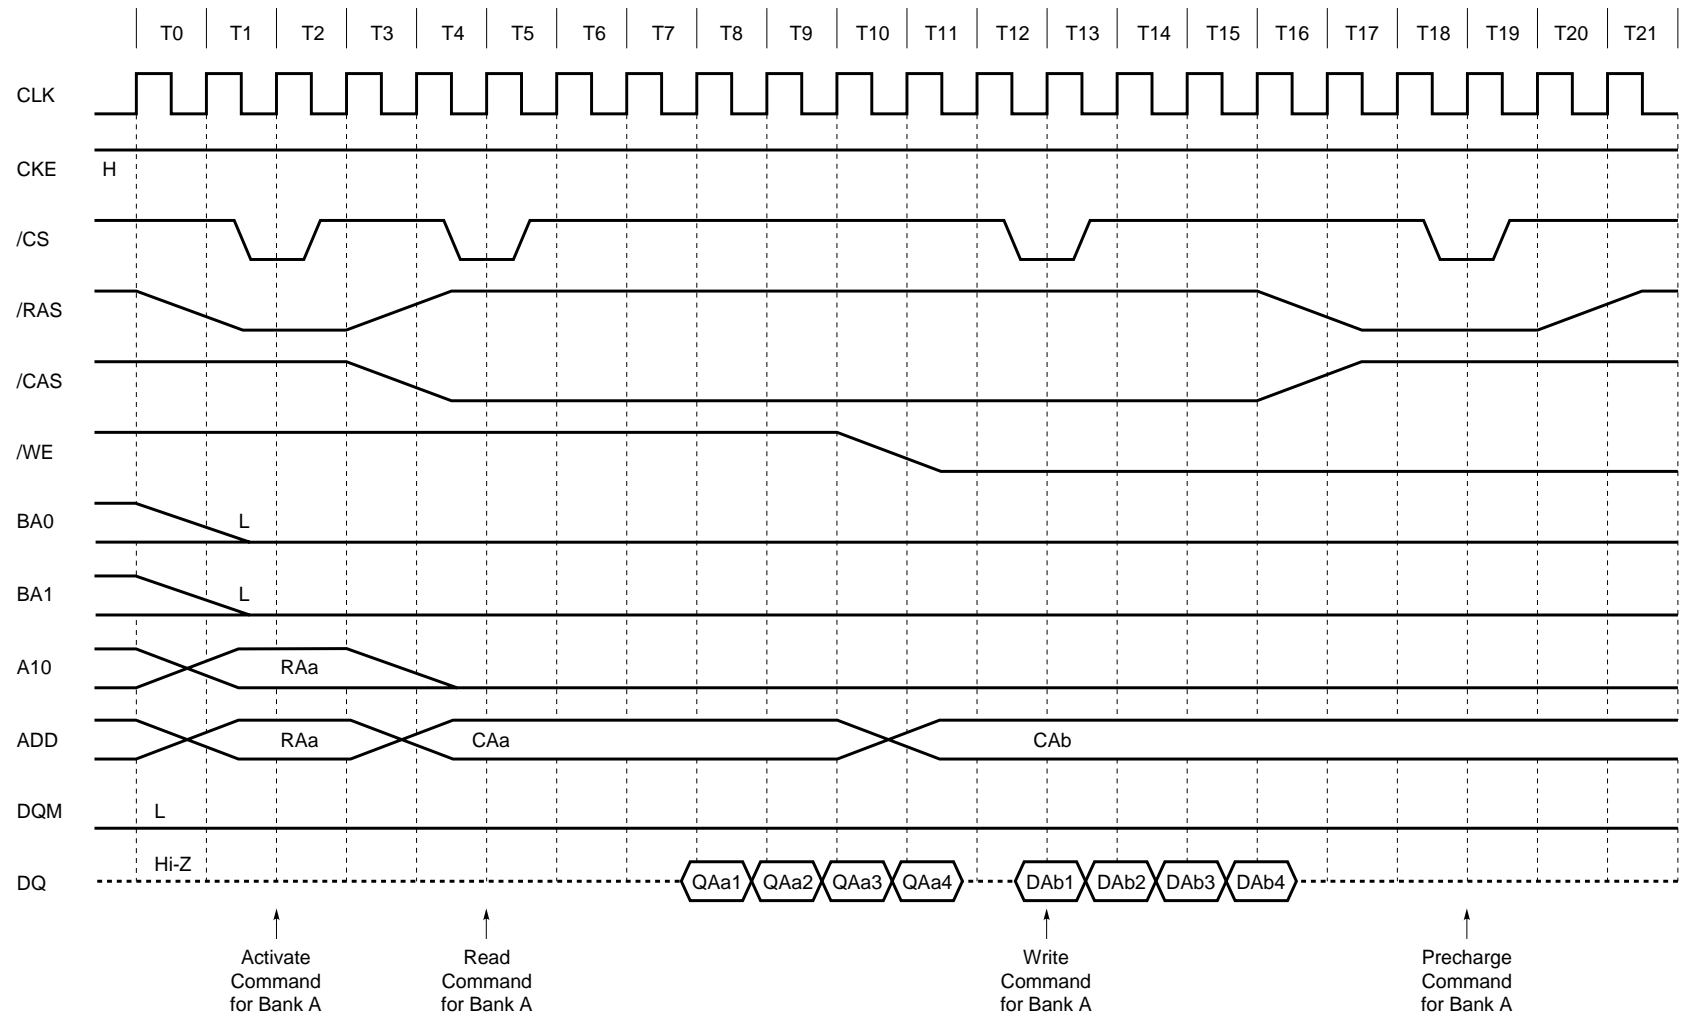 T0 T1 T2 T3 T4 T5 T6 T7 T8 T9 T10 T11 T12 T13 T14 T15 T16 T17 T18 T19 T20 T21
CLK
CKE H
/CS
/RAS
/CAS
/WE
BA0 L
BA1 L
A10 RAa
ADD RAa CAa CAb
DQM L
Hi-Z
DQ QAa1 QAa2 QAa3 QAa4 DAb1 DAb2 DAb3 DAb4
Activate
Command
for Bank A
Read
Command
for Bank A
Write
Command
for Bank A
Precharge
Command
for Bank A